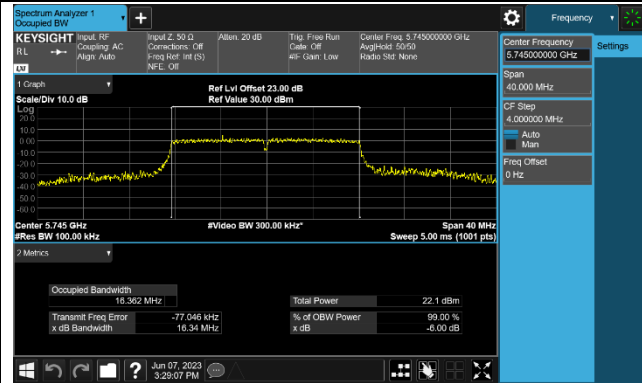 Spectrum Analyzer 1
Occupied BW
Frequency
KEYSIGHT
RL
Input: RF
Coupling: AC
Align: Auto
Input Z: 50 Ω
Corrections: Off
Freq Ref: Int (S)
NFE: Off
Atten: 20 dB
Trig: Free Run
Gate: Off
#IF Gain: Low
Center Freq: 5.745000000 GHz
Avg|Hold: 50/50
Radio Std: None
LXI
1 Graph
Scale/Div 10.0 dB
Ref Lvl Offset 23.00 dB
Ref Value 30.00 dBm
Log
20.0
10.0
0.00
-10.0
-20.0
-30.0
-40.0
-50.0
-60.0
Center 5.745 GHz
#Res BW 100.00 kHz
#Video BW 300.00 kHz*
Span 40 MHz
Sweep 5.00 ms (1001 pts)
2 Metrics
Occupied Bandwidth
16.362 MHz
Total Power 22.1 dBm
Transmit Freq Error -77.046 kHz
% of OBW Power 99.00 %
x dB Bandwidth 16.34 MHz
x dB -6.00 dB
Jun 07, 2023
3:29:07 PM
Center Frequency
5.745000000 GHz
Settings
Span
40.000 MHz
CF Step
4.000000 MHz
Auto
Man
Freq Offset
0 Hz